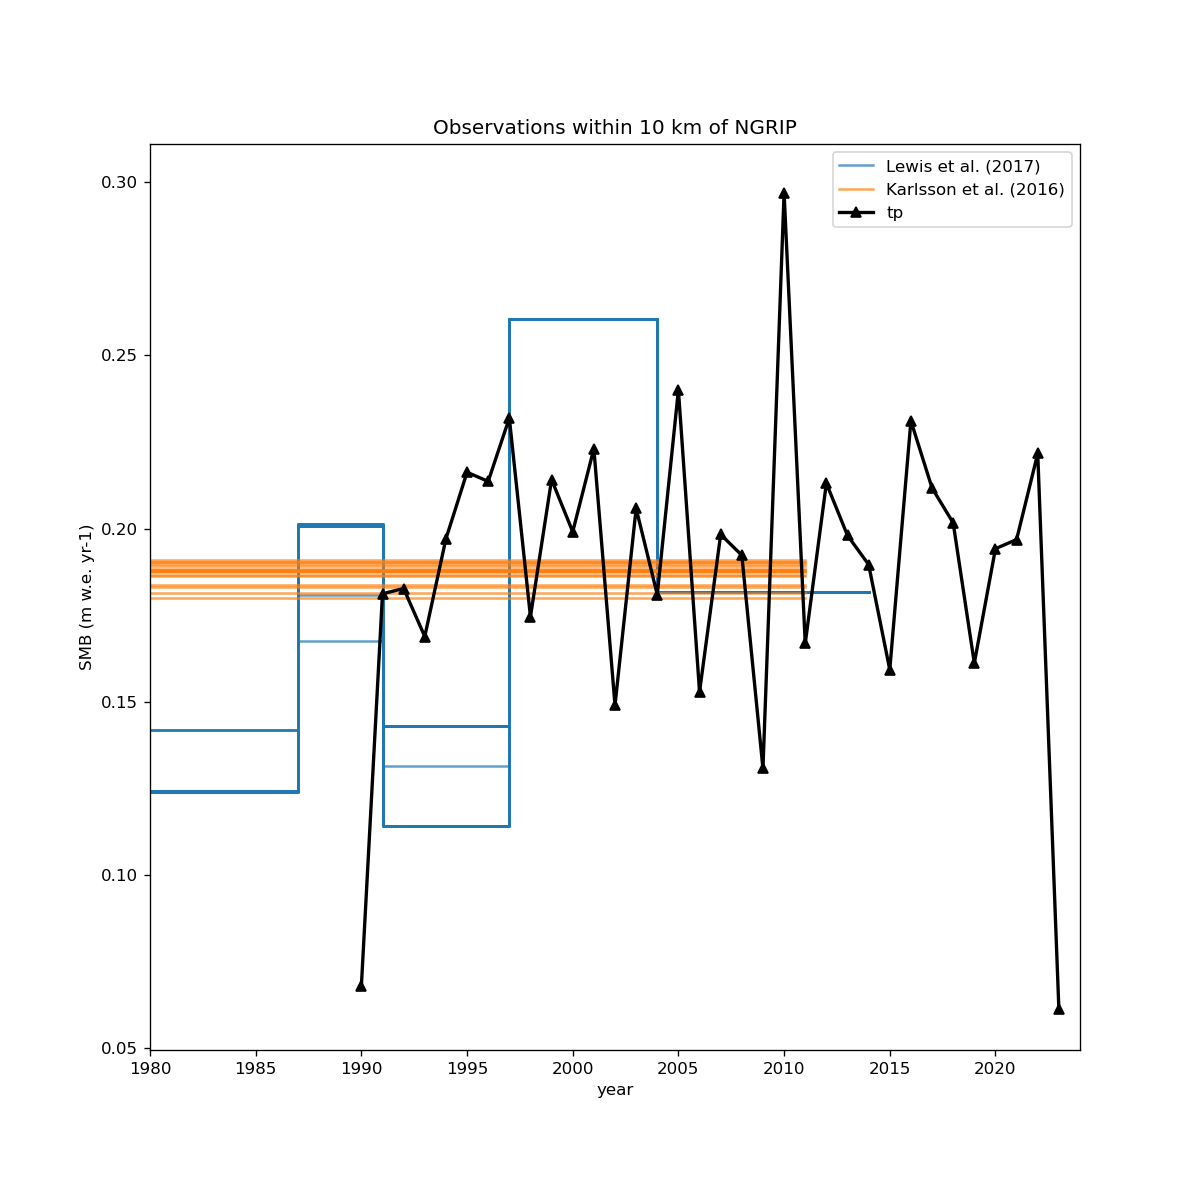 Observations within 10 km of NGRIP
Lewis et al. (2017)
Karlsson et al. (2016)
tp
SMB (m w.e. yr-1)
0.30
0.25
0.20
0.15
0.10
0.05
1980 1985 1990 1995 2000 2005 2010 2015 2020
year